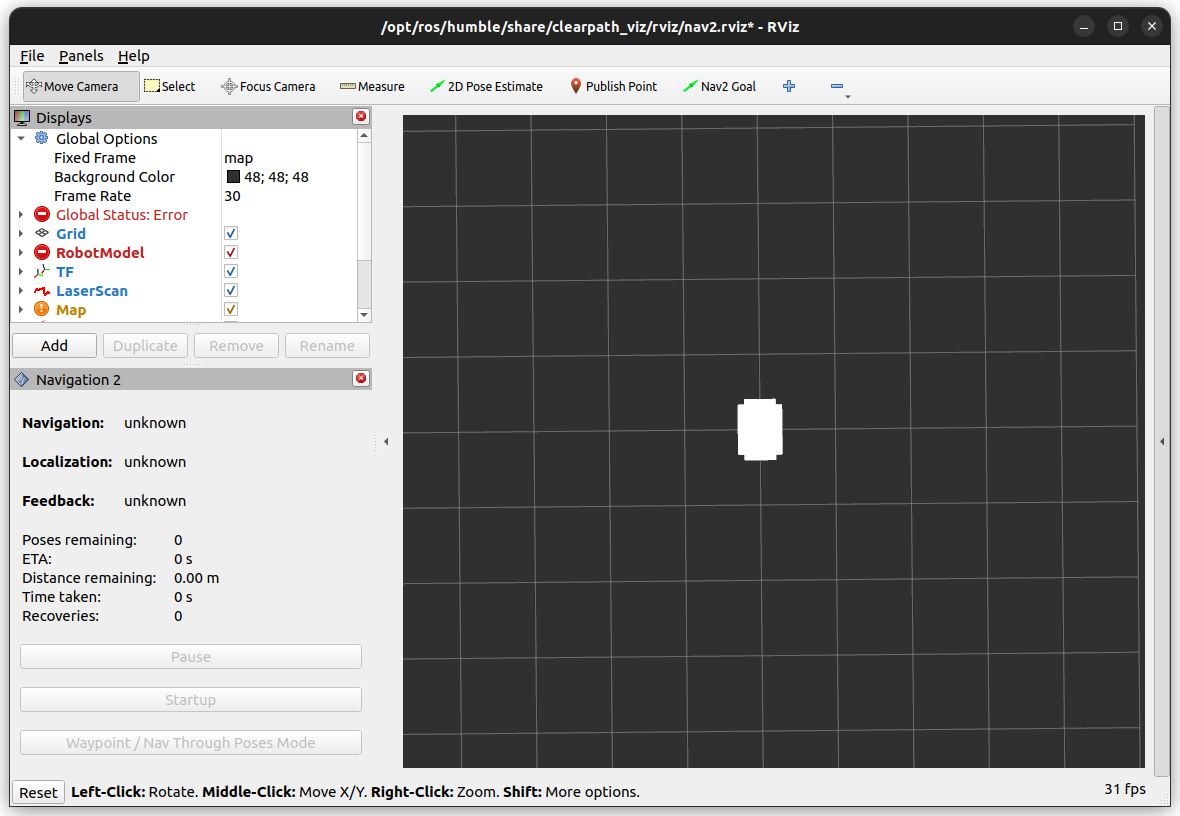 /opt/ros/humble/share/clearpath_viz/rviz/nav2.rviz* - RViz
File Panels Help
Move Camera Select Focus Camera Measure 2D Pose Estimate Publish Point Nav2 Goal
Displays
Global Options
Fixed Frame map
Background Color 48; 48; 48
Frame Rate 30
Global Status: Error
Grid
RobotModel
TF
LaserScan
Map
Add Duplicate Remove Rename
Navigation 2
Navigation: unknown
Localization: unknown
Feedback: unknown
Poses remaining: 0
ETA: 0 s
Distance remaining: 0.00 m
Time taken: 0 s
Recoveries: 0
Pause
Startup
Waypoint / Nav Through Poses Mode
Reset Left-Click: Rotate. Middle-Click: Move X/Y. Right-Click: Zoom. Shift: More options. 31 fps